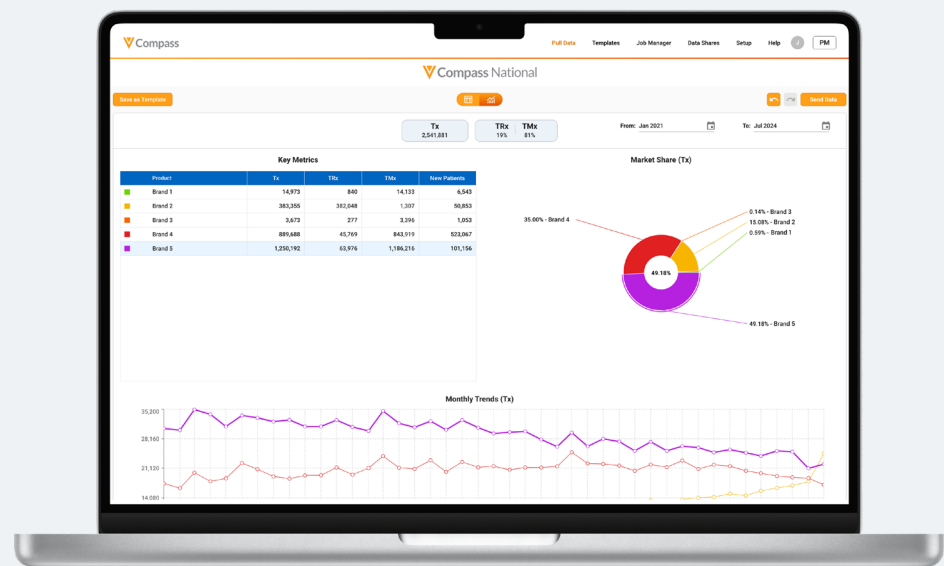 Compass
Pull Data Templates Job Manager Data Shares Setup Help J PM
Compass National
Save as Template
Send Data
Tx
2,541,881
TRx TMx
19% 81%
From: Jan 2021
To: Jul 2024
Key Metrics
Product Tx TRx TMx New Patients
Brand 1 14,973 840 14,133 6,543
Brand 2 383,355 382,048 1,307 50,853
Brand 3 3,673 277 3,396 1,053
Brand 4 889,688 45,769 843,919 523,067
Brand 5 1,250,192 63,976 1,186,216 101,156
Market Share (Tx)
35.00% - Brand 4
0.14% - Brand 3
15.08% - Brand 2
0.59% - Brand 1
49.18%
49.18% - Brand 5
Monthly Trends (Tx)
35,200
28,160
21,120
14,080